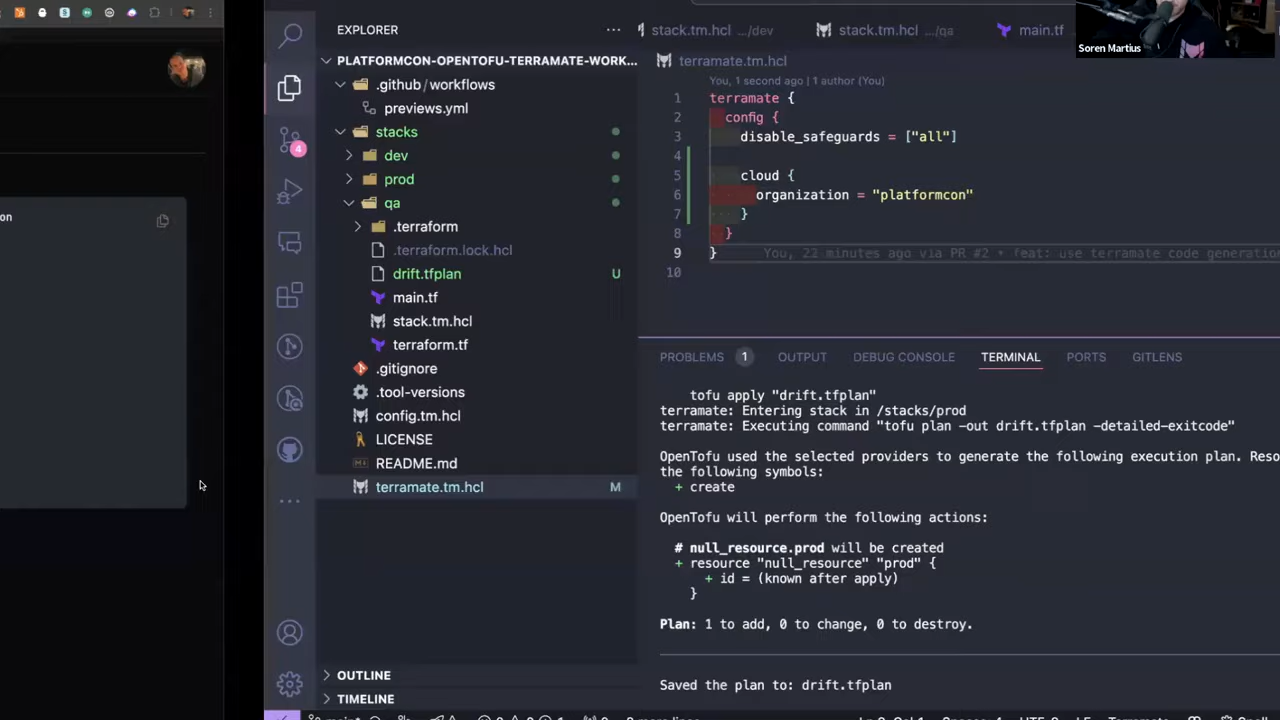 on
EXPLORER
PLATFORMCON-OPENTOFU-TERRAMATE-WORK...
.github/workflows
previews.yml
stacks
dev
prod
qa
.terraform
.terraform.lock.hcl
drift.tfplan U
main.tf
stack.tm.hcl
terraform.tf
.gitignore
.tool-versions
config.tm.hcl
LICENSE
README.md
terramate.tm.hcl M
OUTLINE
TIMELINE
4
stack.tm.hcl .../dev stack.tm.hcl .../qa main.tf
Soren Martius
terramate.tm.hcl
You, 1 second ago | 1 author (You)
1 terramate {
2 config {
3 disable_safeguards = ["all"]
4
5 cloud {
6 organization = "platformcon"
7 }
8 }
9 } You, 22 minutes ago via PR #2 • feat: use terramate code generation
10
PROBLEMS 1 OUTPUT DEBUG CONSOLE TERMINAL PORTS GITLENS
tofu apply "drift.tfplan"
terramate: Entering stack in /stacks/prod
terramate: Executing command "tofu plan -out drift.tfplan -detailed-exitcode"
OpenTofu used the selected providers to generate the following execution plan. Reso
the following symbols:
+ create
OpenTofu will perform the following actions:
# null_resource.prod will be created
+ resource "null_resource" "prod" {
+ id = (known after apply)
}
Plan: 1 to add, 0 to change, 0 to destroy.
Saved the plan to: drift.tfplan